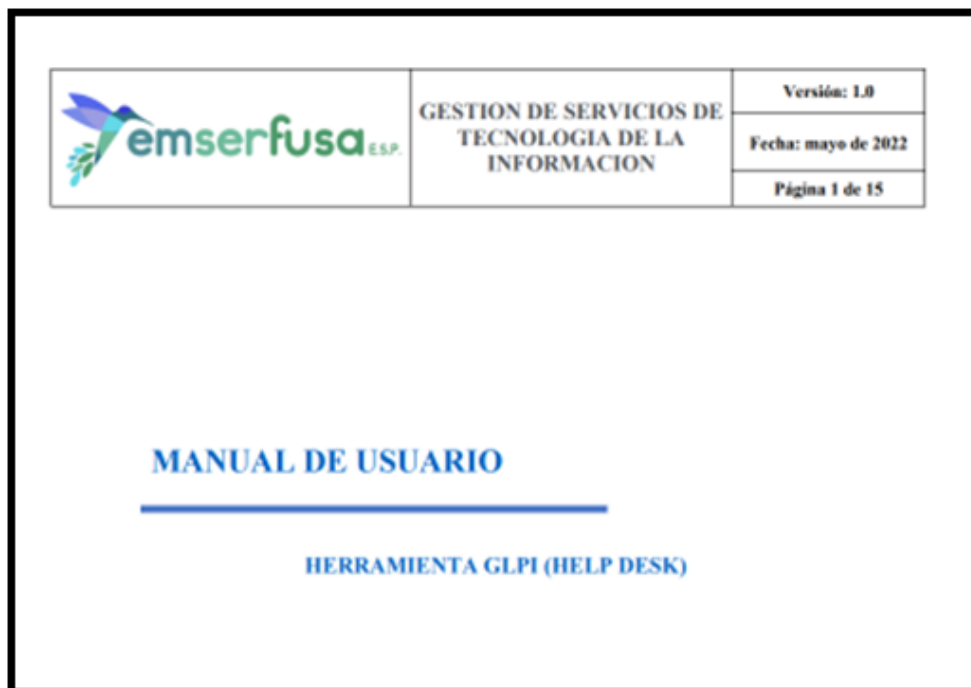 emserfusa E.S.P.
GESTION DE SERVICIOS DE
TECNOLOGIA DE LA
INFORMACION
Versión: 1.0
Fecha: mayo de 2022
Página 1 de 15
MANUAL DE USUARIO
HERRAMIENTA GLPI (HELP DESK)